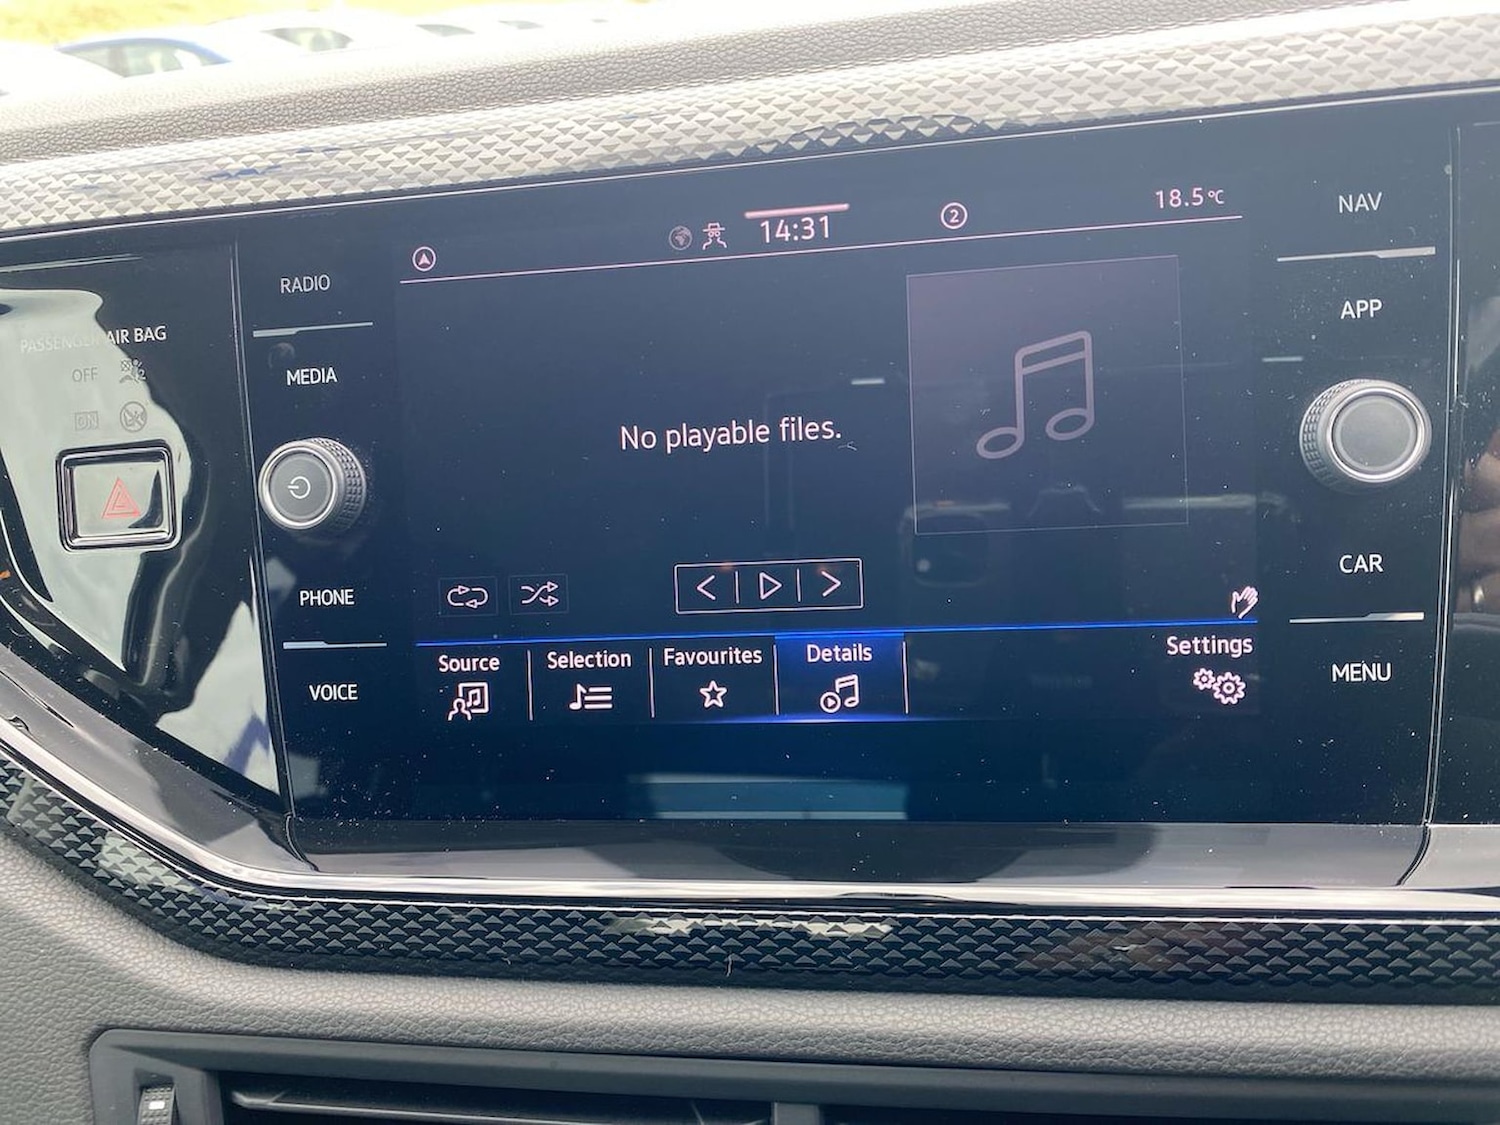 PASSENGER AIR BAG
OFF
ON
RADIO
MEDIA
PHONE
VOICE
14:31
2
18.5°C
No playable files.
Source
Selection
Favourites
Details
Settings
NAV
APP
CAR
MENU